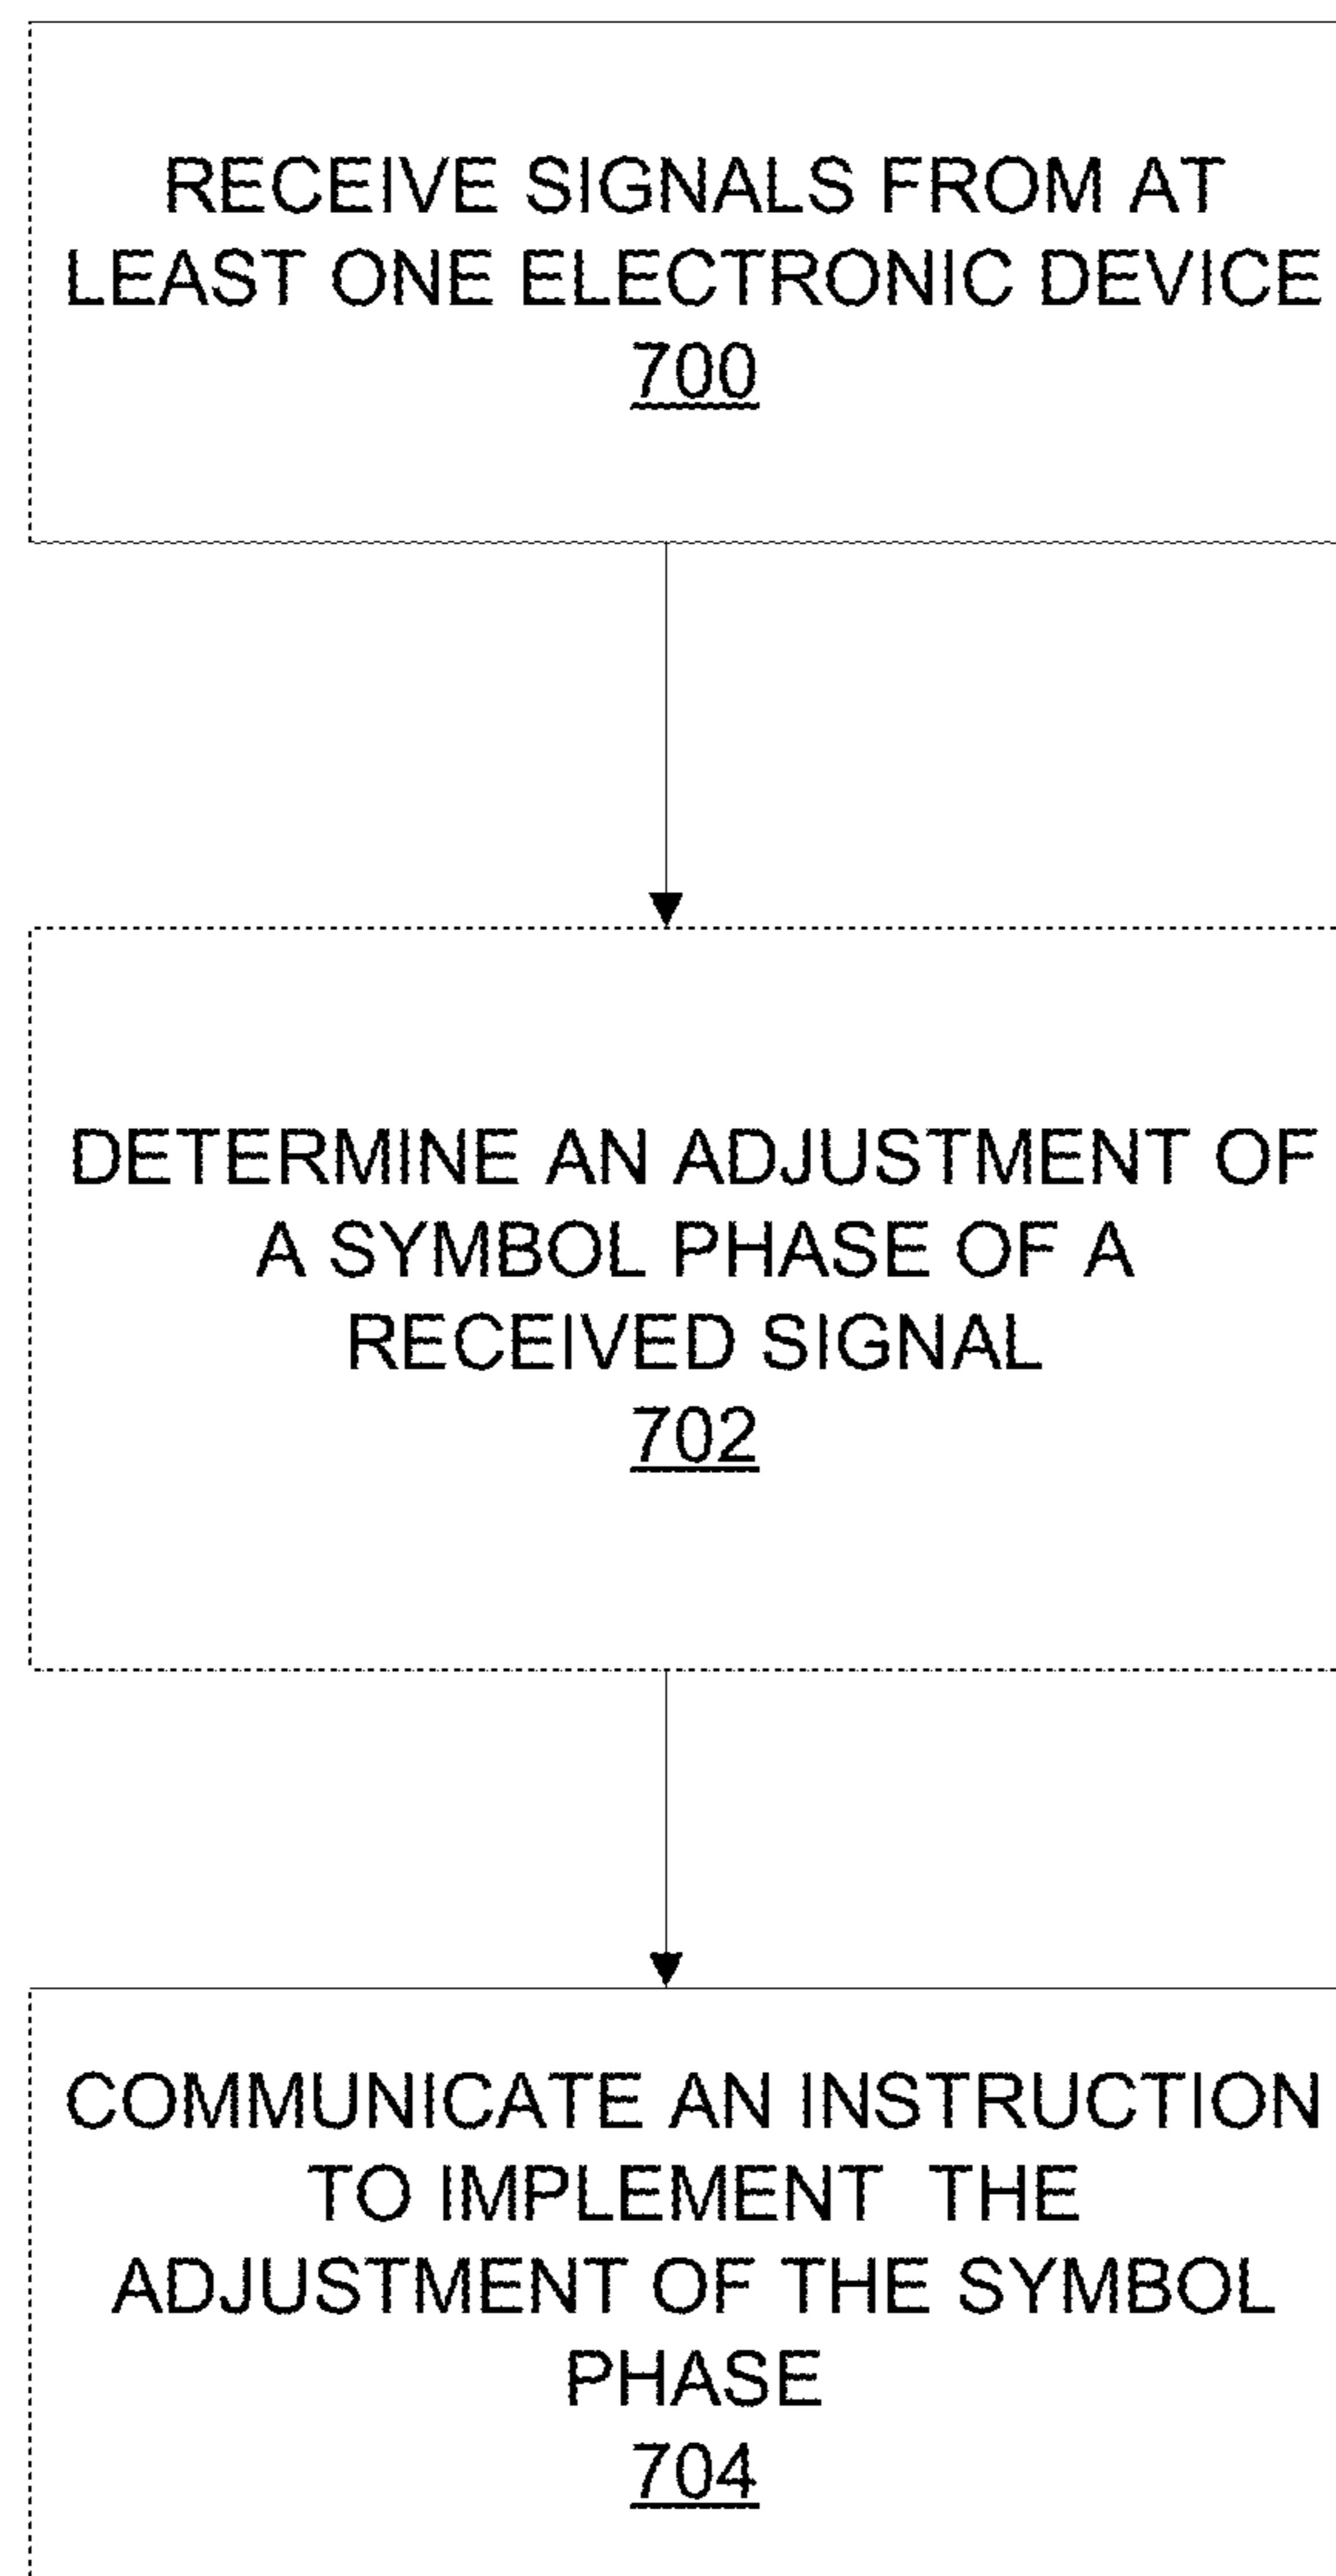 RECEIVE SIGNALS FROM AT
LEAST ONE ELECTRONIC DEVICE
700
DETERMINE AN ADJUSTMENT OF
A SYMBOL PHASE OF A
RECEIVED SIGNAL
702
COMMUNICATE AN INSTRUCTION
TO IMPLEMENT THE
ADJUSTMENT OF THE SYMBOL
PHASE
704